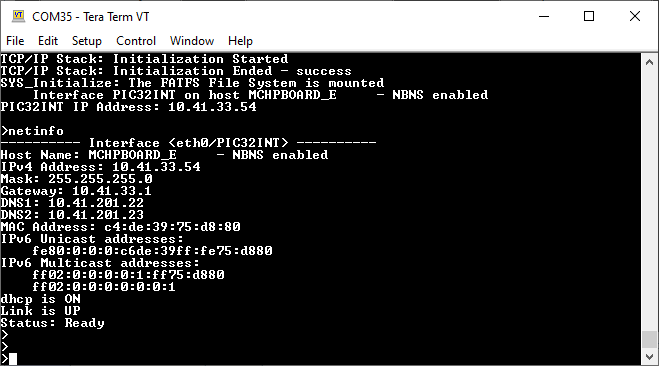 COM35 - Tera Term VT
File Edit Setup Control Window Help
TCP/IP Stack: Initialization Started
TCP/IP Stack: Initialization Ended - success
SYS_Initialize: The FATFS File System is mounted
    Interface PIC32INT on host MCHPBOARD_E     - NBNS enabled
PIC32INT IP Address: 10.41.33.54
>netinfo
---------- Interface <eth0/PIC32INT> ----------
Host Name: MCHPBOARD_E     - NBNS enabled
IPv4 Address: 10.41.33.54
Mask: 255.255.255.0
Gateway: 10.41.33.1
DNS1: 10.41.201.22
DNS2: 10.41.201.23
MAC Address: c4:de:39:75:d8:80
IPv6 Unicast addresses:
    fe80:0:0:0:c6de:39ff:fe75:d880
IPv6 Multicast addresses:
    ff02:0:0:0:0:1:ff75:d880
    ff02:0:0:0:0:0:0:1
dhcp is ON
Link is UP
Status: Ready
>
>
>